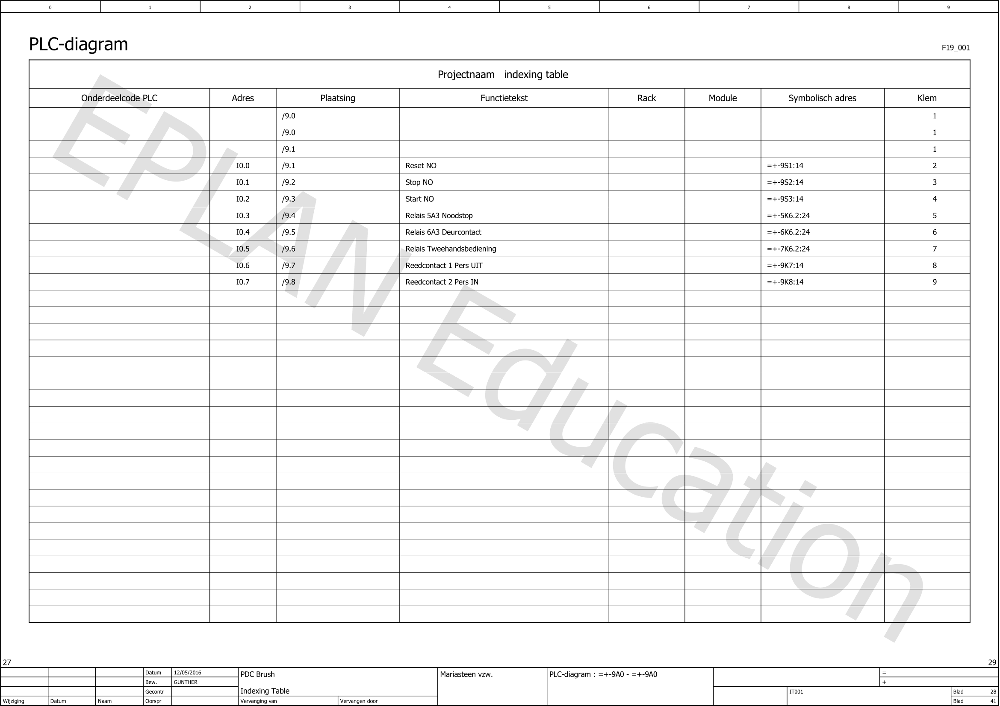 0 1 2 3 4 5 6 7 8 9
PLC-diagram F19_001
Projectnaam indexing table
Onderdeelcode PLC Adres Plaatsing Functietekst Rack Module Symbolisch adres Klem
/9.0 1
/9.0 1
/9.1 1
I0.0 /9.1 Reset NO =+-9S1:14 2
I0.1 /9.2 Stop NO =+-9S2:14 3
I0.2 /9.3 Start NO =+-9S3:14 4
I0.3 /9.4 Relais 5A3 Noodstop =+-5K6.2:24 5
I0.4 /9.5 Relais 6A3 Deurcontact =+-6K6.2:24 6
I0.5 /9.6 Relais Tweehandsbediening =+-7K6.2:24 7
I0.6 /9.7 Reedcontact 1 Pers UIT =+-9K7:14 8
I0.7 /9.8 Reedcontact 2 Pers IN =+-9K8:14 9
EPLAN Education
27 29
Datum 12/05/2016 PDC Brush Mariasteen vzw. PLC-diagram : =+-9A0 - =+-9A0 =
Bew. GUNTHER +
Gecontr Indexing Table IT001 Blad 28
Wijziging Datum Naam Oorspr Vervanging van Vervangen door Blad 41